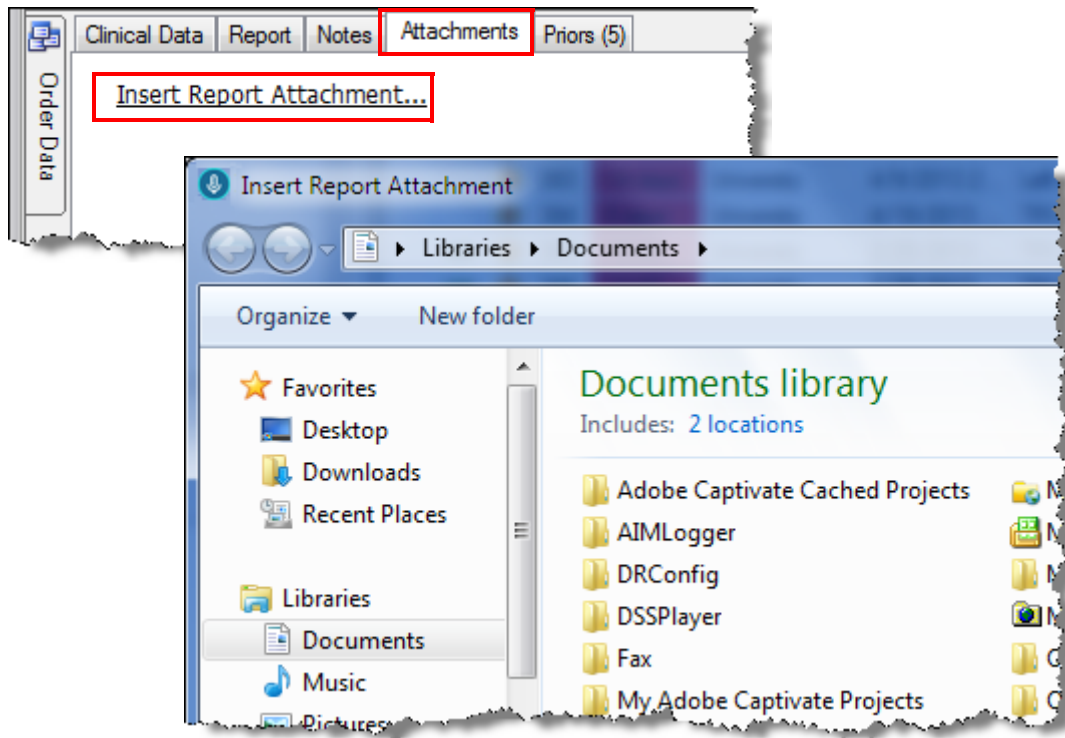 Clinical Data Report Notes Attachments Priors (5)
Order Data
Insert Report Attachment...
Insert Report Attachment
Libraries Documents
Organize New folder
Favorites
Desktop
Downloads
Recent Places
Libraries
Documents
Music
Pictures
Documents library
Includes: 2 locations
Adobe Captivate Cached Projects
AIMLogger
DRConfig
DSSPlayer
Fax
My Adobe Captivate Projects